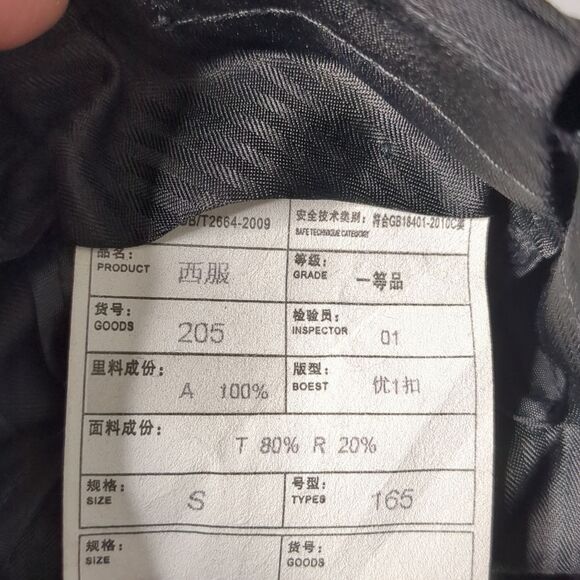 B/T2664-2009
安全技术类别：符合GB18401-2010C类
SAFE TECHNIQUE CATEGORY
品名：
PRODUCT
西服
等级：
GRADE
一等品
货号：
GOODS
205
检验员：
INSPECTOR
01
里料成份：
A 100%
版型：
BOEST
优1扣
面料成份：
T 80% R 20%
规格：
SIZE
S
号型：
TYPES
165
规格：
SIZE
货号：
GOODS